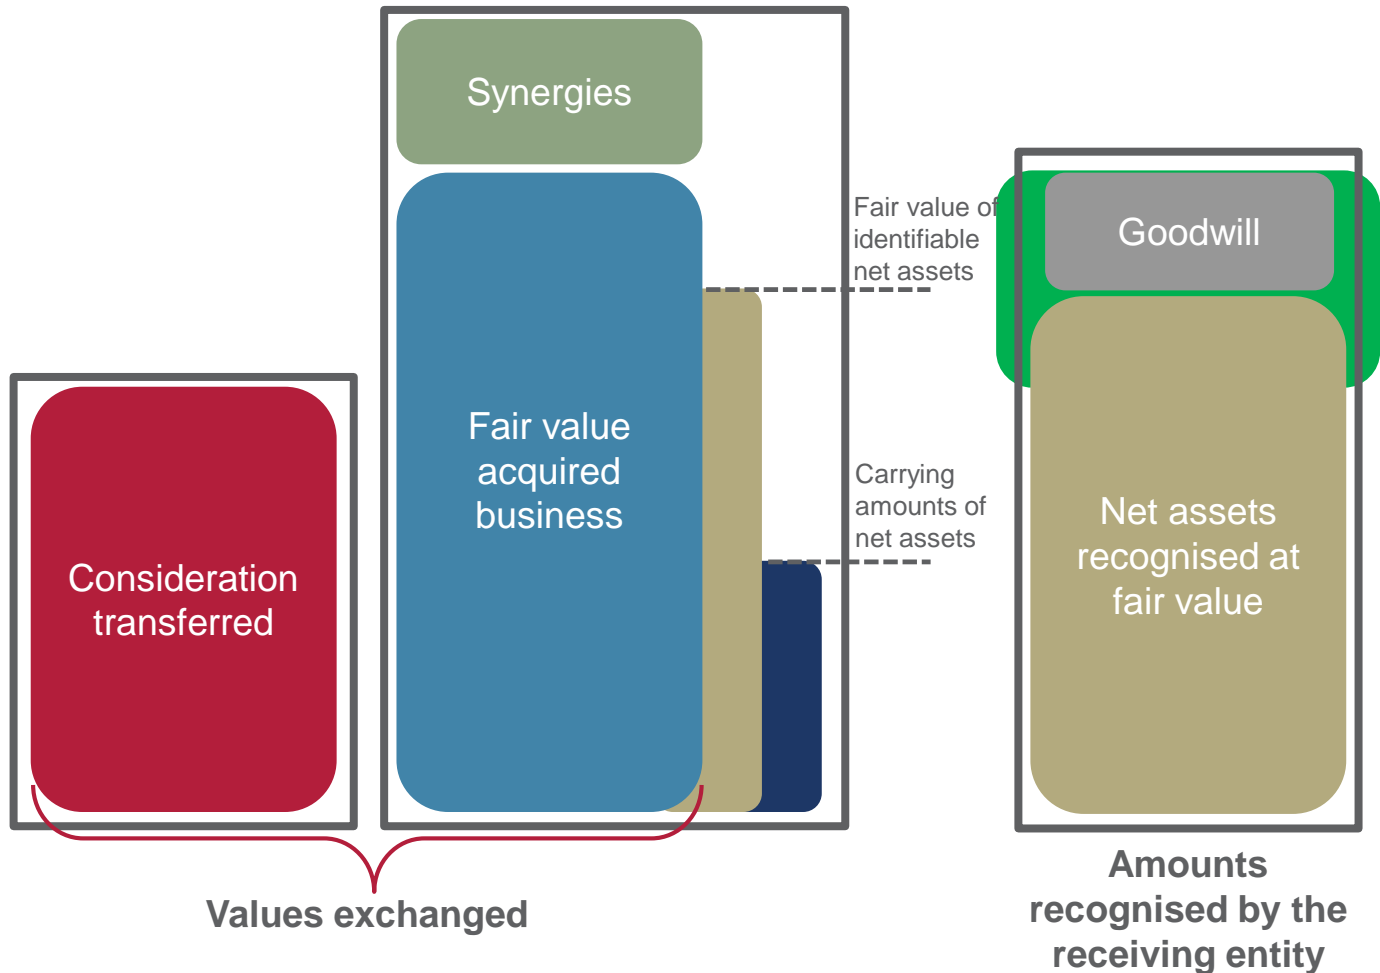 Synergies
Fair value of
identifiable
net assets
Goodwill
Fair value
acquired
business
Carrying
amounts of
net assets
Net assets
recognised at
fair value
Consideration
transferred
Values exchanged
Amounts
recognised by the
receiving entity